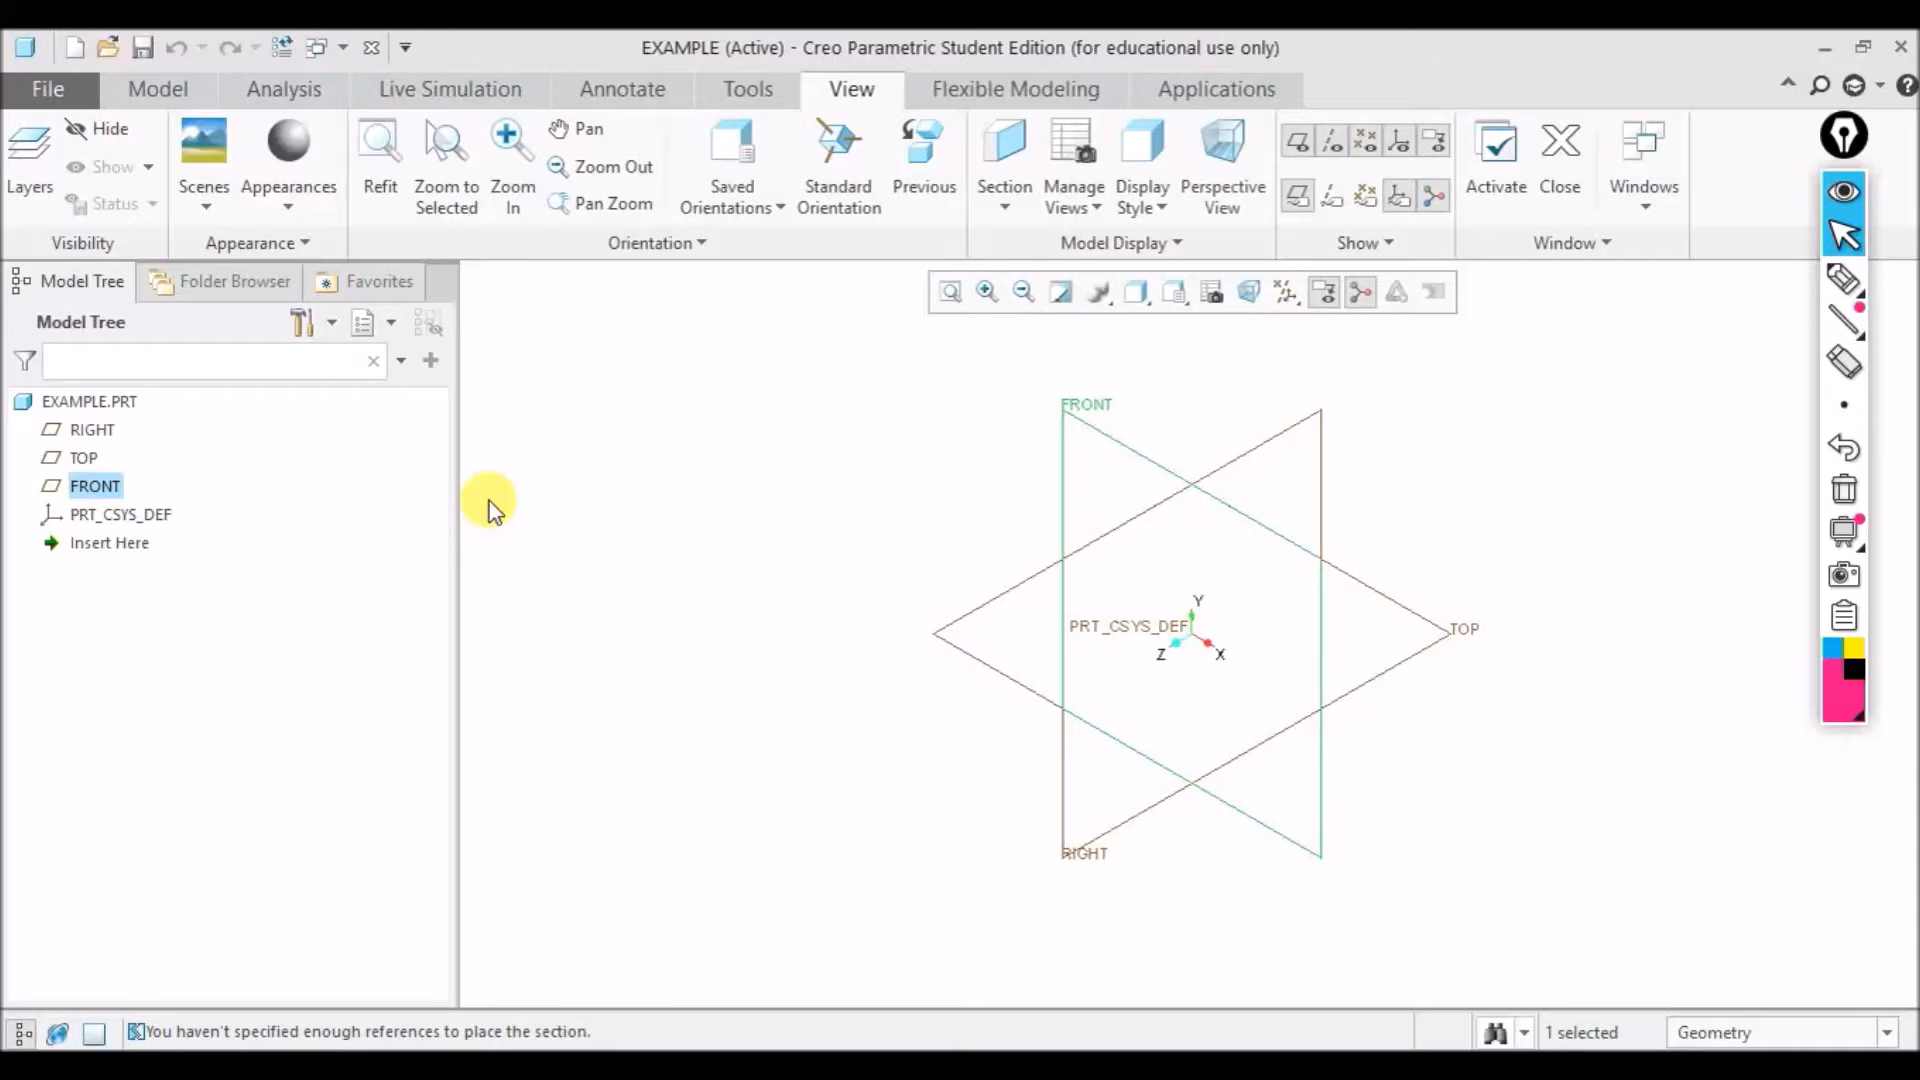 EXAMPLE (Active) - Creo Parametric Student Edition (for educational use only)
File Model Analysis Live Simulation Annotate Tools View Flexible Modeling Applications
Layers
Hide
Show
Status
Visibility
Scenes
Appearances
Appearance
Refit
Zoom to
Selected
Zoom
In
Pan
Zoom Out
Pan Zoom
Saved
Orientations
Standard
Orientation
Previous
Orientation
Section
Manage
Views
Display
Style
Perspective
View
Model Display
Show
Activate
Close
Windows
Window
Model Tree Folder Browser Favorites
Model Tree
EXAMPLE.PRT
RIGHT
TOP
FRONT
PRT_CSYS_DEF
Insert Here
FRONT
Y
PRT_CSYS_DEF
Z
X
TOP
RIGHT
You haven't specified enough references to place the section.
1 selected
Geometry